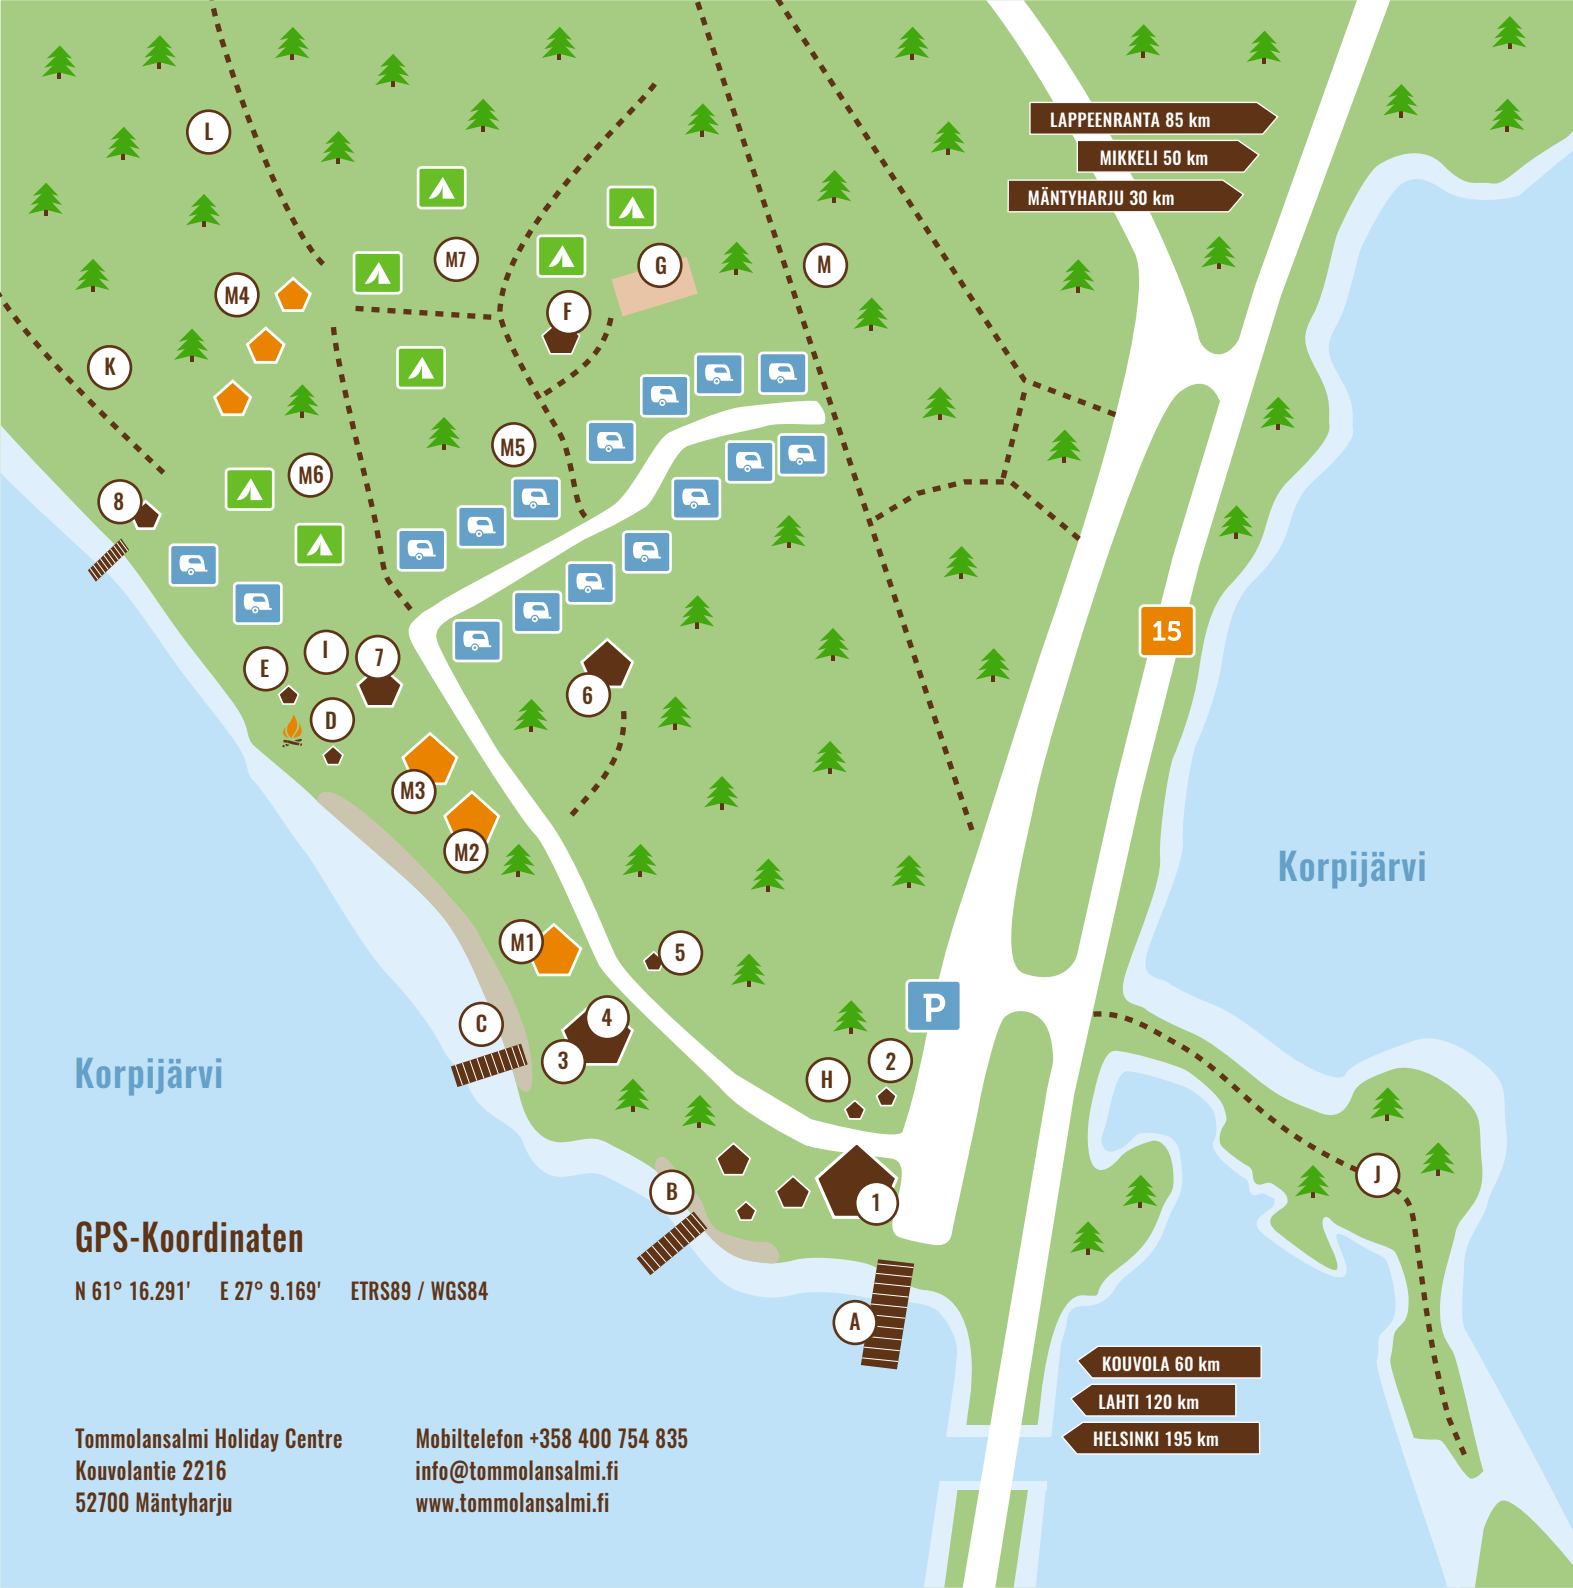 LAPPEENRANTA 85 km
MIKKELI 50 km
MÄNTYHARJU 30 km
L
M7
G
M
M4
F
K
M5
M6
8
15
I
E
7
6
D
M3
M2
Korpijärvi
M1
5
P
4
C
3
2
H
Korpijärvi
J
B
1
GPS-Koordinaten
N 61° 16.291' E 27° 9.169' ETRS89 / WGS84
A
KOUVOLA 60 km
LAHTI 120 km
HELSINKI 195 km
Tommolansalmi Holiday Centre
Kouvolantie 2216
52700 Mäntyharju
Mobiltelefon +358 400 754 835
info@tommolansalmi.fi
www.tommolansalmi.fi